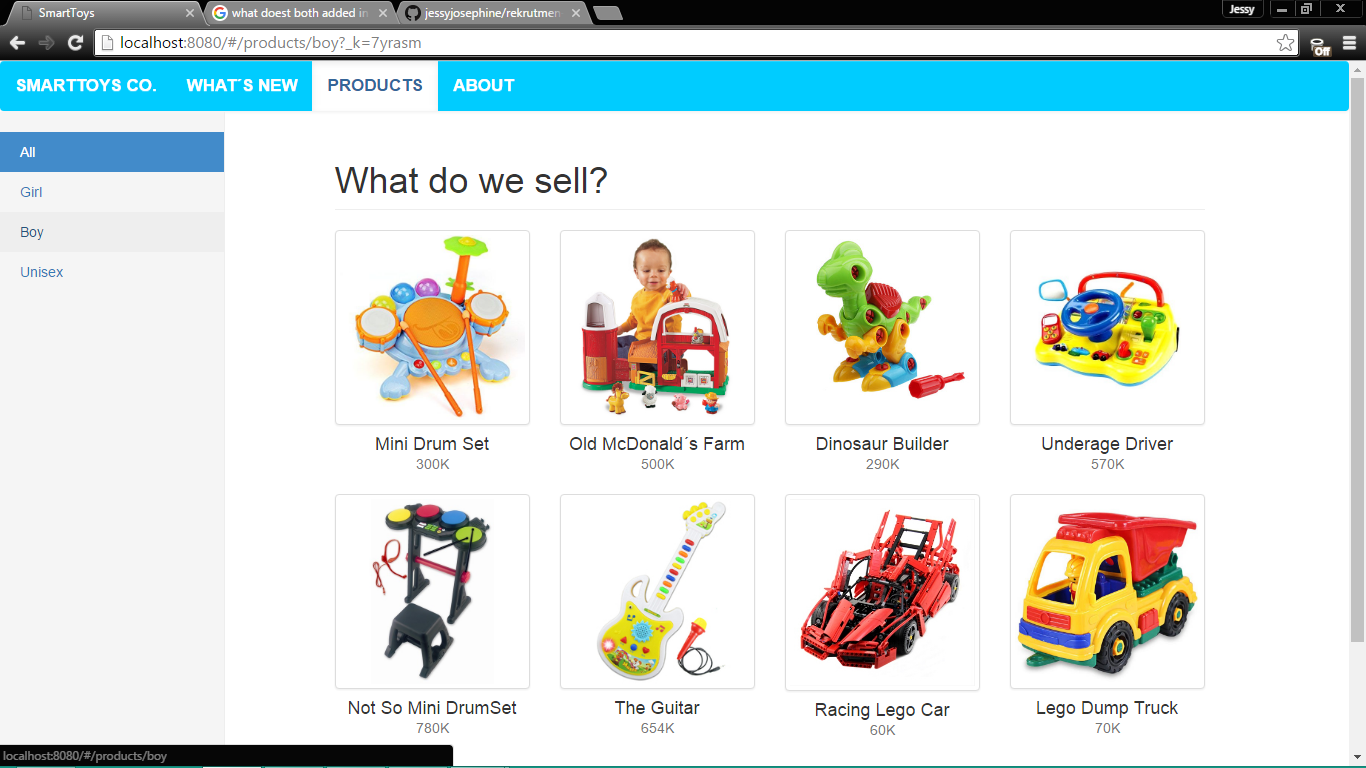 SmartToys
what doest both added in
jessyjosephine/rekrutmen
Jessy
localhost:8080/#/products/boy?_k=7yrasm
Off
SMARTTOYS CO.
WHAT´S NEW
PRODUCTS
ABOUT
All
Girl
Boy
Unisex
What do we sell?
Mini Drum Set
300K
Old McDonald´s Farm
500K
Dinosaur Builder
290K
Underage Driver
570K
Not So Mini DrumSet
780K
The Guitar
654K
Racing Lego Car
60K
Lego Dump Truck
70K
localhost:8080/#/products/boy